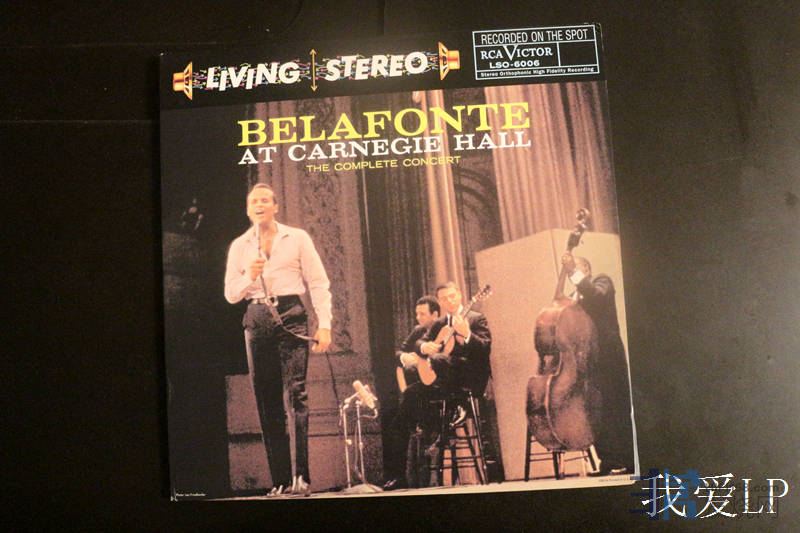 LIVING STEREO
RECORDED ON THE SPOT
RCA VICTOR
LSO-6006
Stereo Orthophonic High Fidelity Recording
BELAFONTE
AT CARNEGIE HALL
THE COMPLETE CONCERT
我爱LP